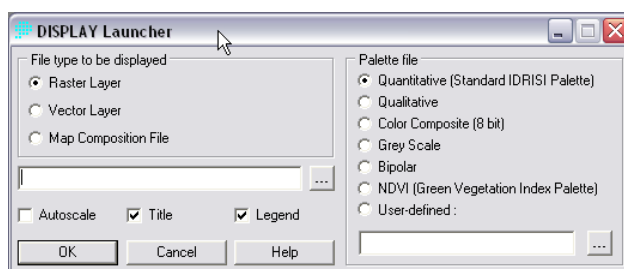 DISPLAY Launcher
File type to be displayed
Raster Layer
Vector Layer
Map Composition File
...
Autoscale
Title
Legend
OK
Cancel
Help
Palette file
Quantitative (Standard IDRISI Palette)
Qualitative
Color Composite (8 bit)
Grey Scale
Bipolar
NDVI (Green Vegetation Index Palette)
User-defined :
...